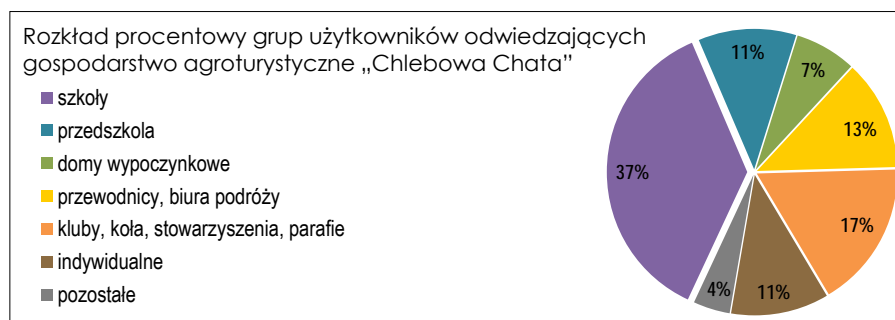 Rozkład procentowy grup użytkowników odwiedzających
gospodarstwo agroturystyczne „Chlebowa Chata”
szkoły
przedszkola
domy wypoczynkowe
przewodnicy, biura podróży
kluby, koła, stowarzyszenia, parafie
indywidualne
pozostałe
11%
7%
13%
37%
17%
4%
11%